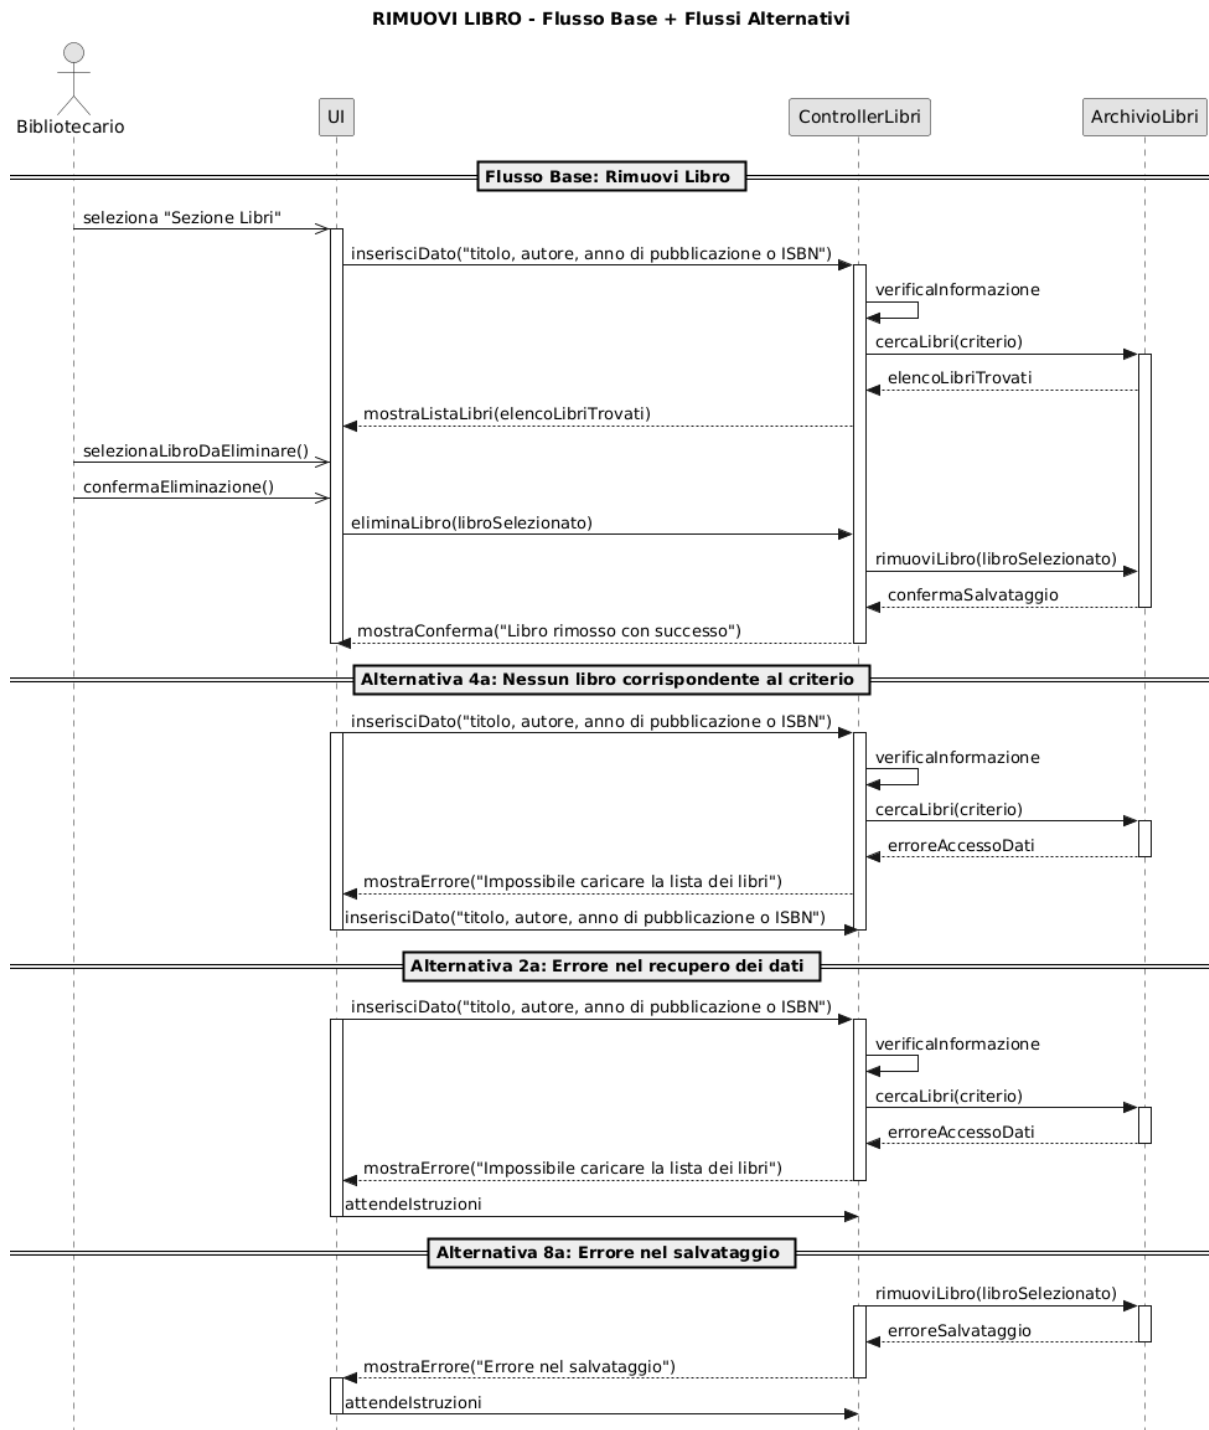 RIMUOVI LIBRO - Flusso Base + Flussi Alternativi
Bibliotecario
UI
ControllerLibri
ArchivioLibri
Flusso Base: Rimuovi Libro
seleziona "Sezione Libri"
inserisciDato("titolo, autore, anno di pubblicazione o ISBN")
verificaInformazione
cercaLibri(criterio)
elencoLibriTrovati
mostraListaLibri(elencoLibriTrovati)
selezionaLibroDaEliminare()
confermaEliminazione()
eliminaLibro(libroSelezionato)
rimuoviLibro(libroSelezionato)
confermaSalvataggio
mostraConferma("Libro rimosso con successo")
Alternativa 4a: Nessun libro corrispondente al criterio
inserisciDato("titolo, autore, anno di pubblicazione o ISBN")
verificaInformazione
cercaLibri(criterio)
erroreAccessoDati
mostraErrore("Impossibile caricare la lista dei libri")
inserisciDato("titolo, autore, anno di pubblicazione o ISBN")
Alternativa 2a: Errore nel recupero dei dati
inserisciDato("titolo, autore, anno di pubblicazione o ISBN")
verificaInformazione
cercaLibri(criterio)
erroreAccessoDati
mostraErrore("Impossibile caricare la lista dei libri")
attendeIstruzioni
Alternativa 8a: Errore nel salvataggio
rimuoviLibro(libroSelezionato)
erroreSalvataggio
mostraErrore("Errore nel salvataggio")
attendeIstruzioni